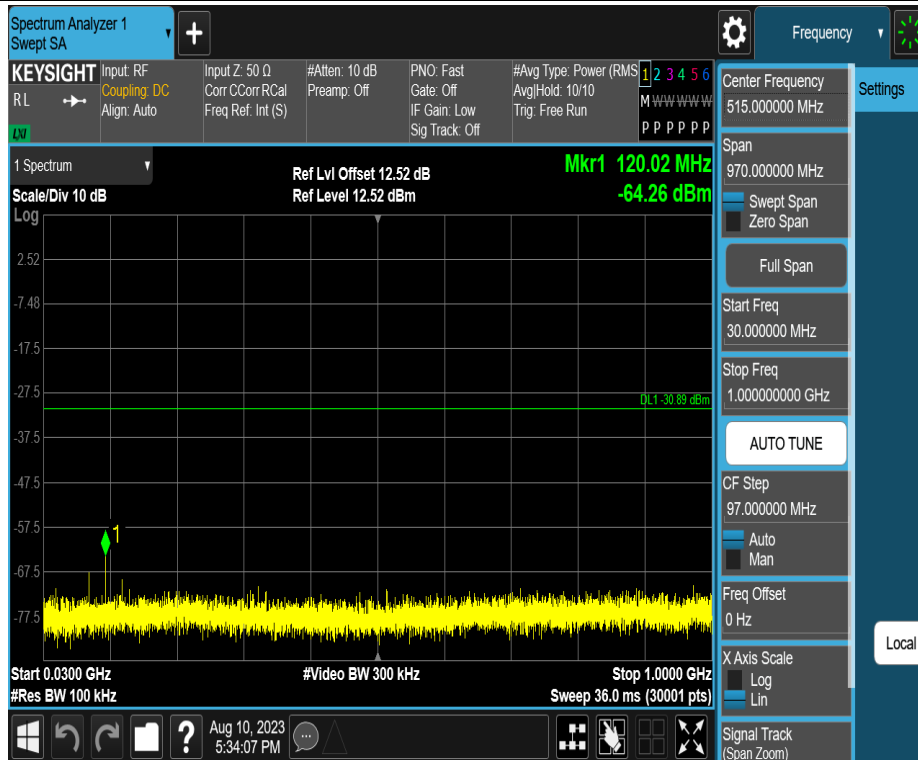 Spectrum Analyzer 1
Swept SA
+
Frequency
KEYSIGHT
R L
LXI
Input: RF
Coupling: DC
Align: Auto
Input Z: 50 Ω
Corr CCorr RCal
Freq Ref: Int (S)
#Atten: 10 dB
Preamp: Off
PNO: Fast
Gate: Off
IF Gain: Low
Sig Track: Off
#Avg Type: Power (RMS
Avg|Hold: 10/10
Trig: Free Run
1 2 3 4 5 6
M W W W W W
P P P P P P
1 Spectrum
Scale/Div 10 dB
Log
Ref Lvl Offset 12.52 dB
Ref Level 12.52 dBm
Mkr1 120.02 MHz
-64.26 dBm
2.52
-7.48
-17.5
-27.5
-37.5
-47.5
-57.5
-67.5
-77.5
DL1 -30.89 dBm
1
Start 0.0300 GHz
#Res BW 100 kHz
#Video BW 300 kHz
Stop 1.0000 GHz
Sweep 36.0 ms (30001 pts)
Center Frequency
515.000000 MHz
Settings
Span
970.000000 MHz
Swept Span
Zero Span
Full Span
Start Freq
30.000000 MHz
Stop Freq
1.000000000 GHz
AUTO TUNE
CF Step
97.000000 MHz
Auto
Man
Freq Offset
0 Hz
Local
X Axis Scale
Log
Lin
Signal Track
(Span Zoom)
?
Aug 10, 2023
5:34:07 PM